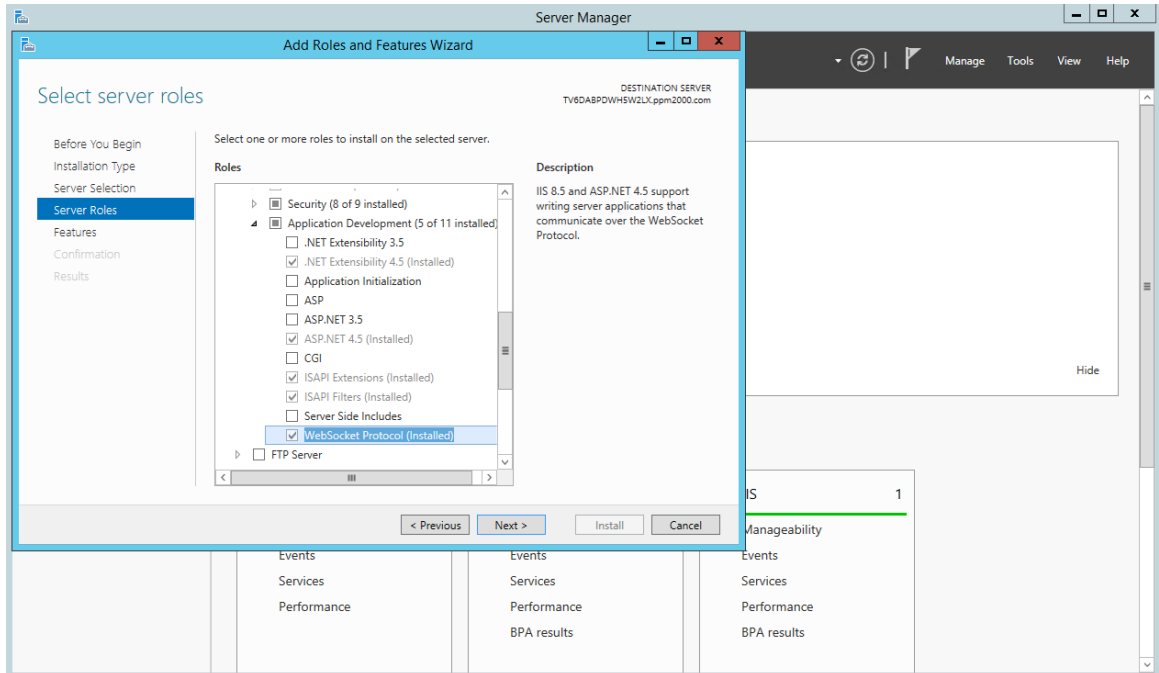 Server Manager
Add Roles and Features Wizard
Manage Tools View Help
Select server roles
DESTINATION SERVER
TV6DABPDWH5W2LX.ppm2000.com
Before You Begin
Installation Type
Server Selection
Server Roles
Features
Confirmation
Results
Select one or more roles to install on the selected server.
Roles
Security (8 of 9 installed)
Application Development (5 of 11 installed)
.NET Extensibility 3.5
.NET Extensibility 4.5 (Installed)
Application Initialization
ASP
ASP.NET 3.5
ASP.NET 4.5 (Installed)
CGI
ISAPI Extensions (Installed)
ISAPI Filters (Installed)
Server Side Includes
WebSocket Protocol (Installed)
FTP Server
Description
IIS 8.5 and ASP.NET 4.5 support
writing server applications that
communicate over the WebSocket
Protocol.
< Previous
Next >
Install
Cancel
Hide
Events
Services
Performance
Events
Services
Performance
BPA results
IS 1
Manageability
Events
Services
Performance
BPA results